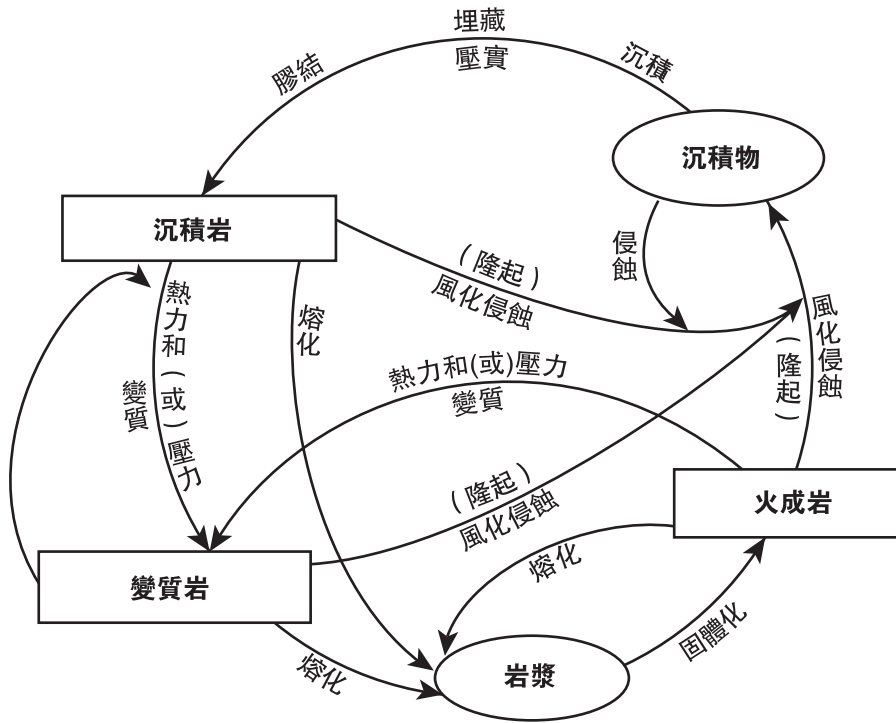 埋藏
壓實
膠結
沉積
沉積物
沉積岩
侵蝕
(隆起)
風化侵蝕
熱力和(或)壓力
變質
熔化
熱力和(或)壓力
變質
風化侵蝕
(隆起)
(隆起)
風化侵蝕
火成岩
變質岩
熔化
熔化
岩漿
固體化